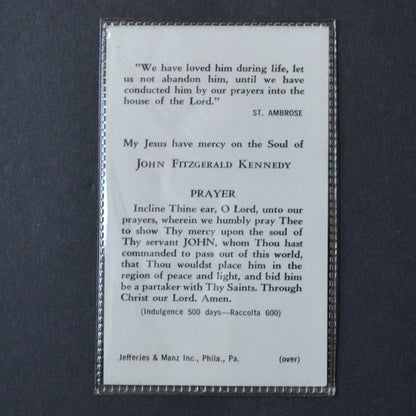 "We have loved him during life, let
us not abandon him, until we have
conducted him by our prayers into the
house of the Lord."
ST. AMBROSE
My Jesus have mercy on the Soul of
JOHN FITZGERALD KENNEDY
PRAYER
Incline Thine ear, O Lord, unto our
prayers, wherein we humbly pray Thee
to show Thy mercy upon the soul of
Thy servant JOHN, whom Thou hast
commanded to pass out of this world,
that Thou wouldst place him in the
region of peace and light, and bid him
be a partaker with Thy Saints. Through
Christ our Lord. Amen.
(Indulgence 500 days—Raccolta 600)
Jefferies & Manz Inc., Phila., Pa. (over)